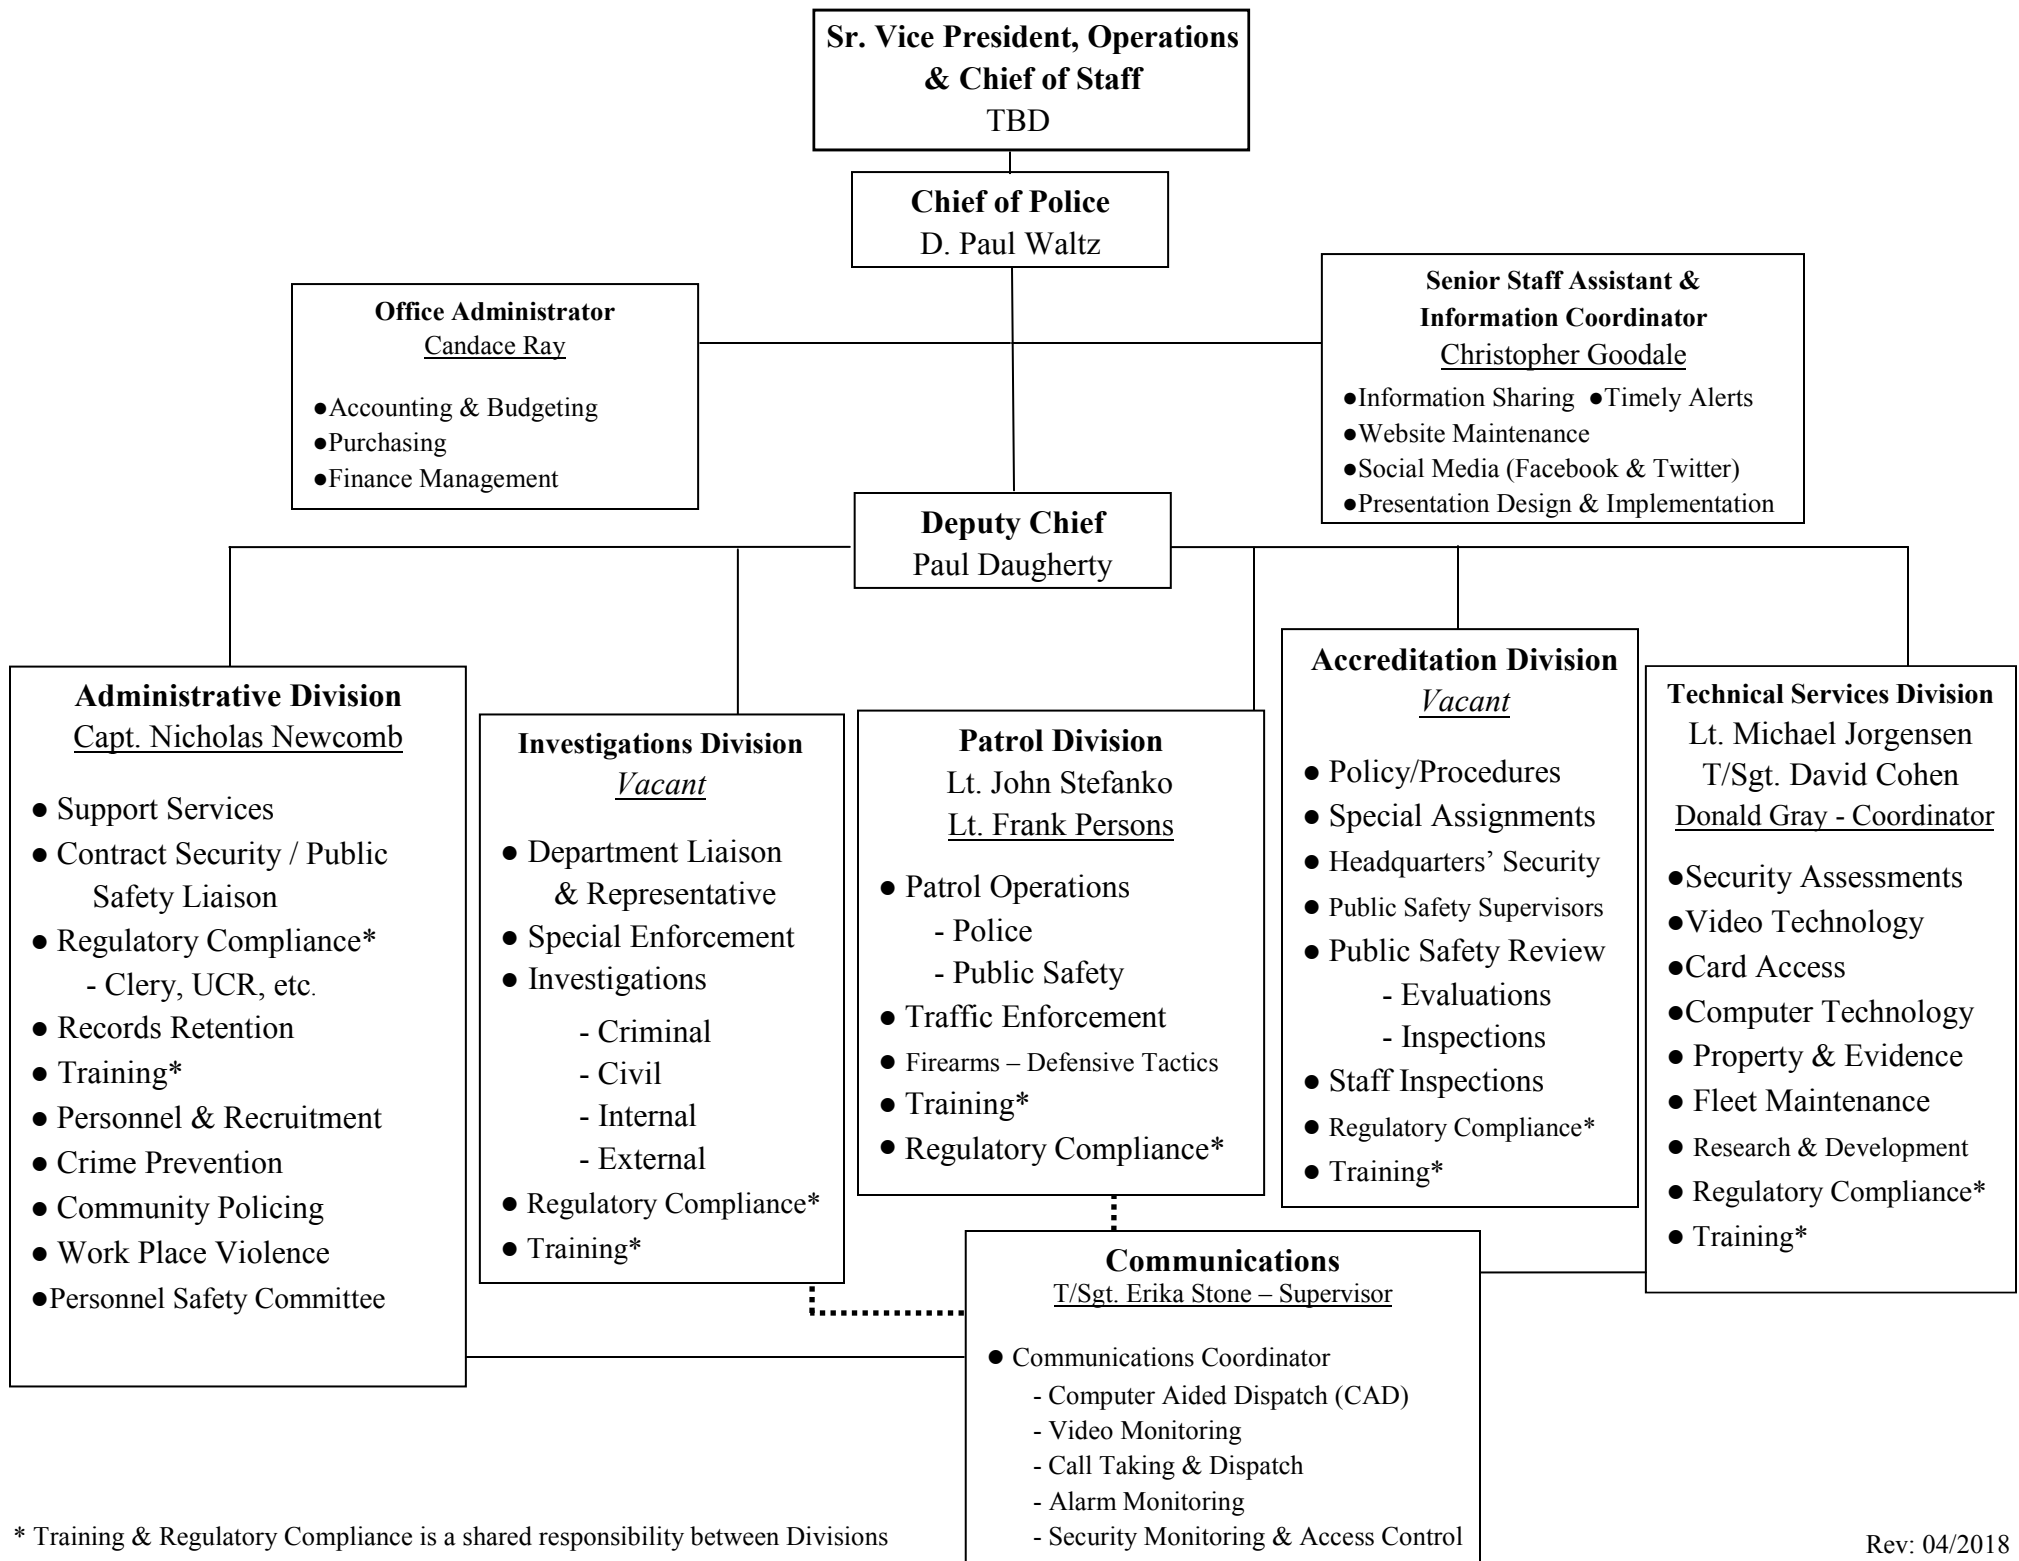 Sr. Vice President, Operations
& Chief of Staff
TBD
Chief of Police
D. Paul Waltz
Office Administrator
Candace Ray
●Accounting & Budgeting
●Purchasing
●Finance Management
Senior Staff Assistant &
Information Coordinator
Christopher Goodale
●Information Sharing ●Timely Alerts
●Website Maintenance
●Social Media (Facebook & Twitter)
●Presentation Design & Implementation
Deputy Chief
Paul Daugherty
Administrative Division
Capt. Nicholas Newcomb
● Support Services
● Contract Security / Public
Safety Liaison
● Regulatory Compliance*
- Clery, UCR, etc.
● Records Retention
● Training*
● Personnel & Recruitment
● Crime Prevention
● Community Policing
● Work Place Violence
●Personnel Safety Committee
Investigations Division
Vacant
● Department Liaison
& Representative
● Special Enforcement
● Investigations
- Criminal
- Civil
- Internal
- External
● Regulatory Compliance*
● Training*
Patrol Division
Lt. John Stefanko
Lt. Frank Persons
● Patrol Operations
- Police
- Public Safety
● Traffic Enforcement
● Firearms – Defensive Tactics
● Training*
● Regulatory Compliance*
Accreditation Division
Vacant
● Policy/Procedures
● Special Assignments
● Headquarters’ Security
● Public Safety Supervisors
● Public Safety Review
- Evaluations
- Inspections
● Staff Inspections
● Regulatory Compliance*
● Training*
Technical Services Division
Lt. Michael Jorgensen
T/Sgt. David Cohen
Donald Gray - Coordinator
●Security Assessments
●Video Technology
●Card Access
●Computer Technology
● Property & Evidence
● Fleet Maintenance
● Research & Development
● Regulatory Compliance*
● Training*
Communications
T/Sgt. Erika Stone – Supervisor
● Communications Coordinator
- Computer Aided Dispatch (CAD)
- Video Monitoring
- Call Taking & Dispatch
- Alarm Monitoring
- Security Monitoring & Access Control
* Training & Regulatory Compliance is a shared responsibility between Divisions
Rev: 04/2018